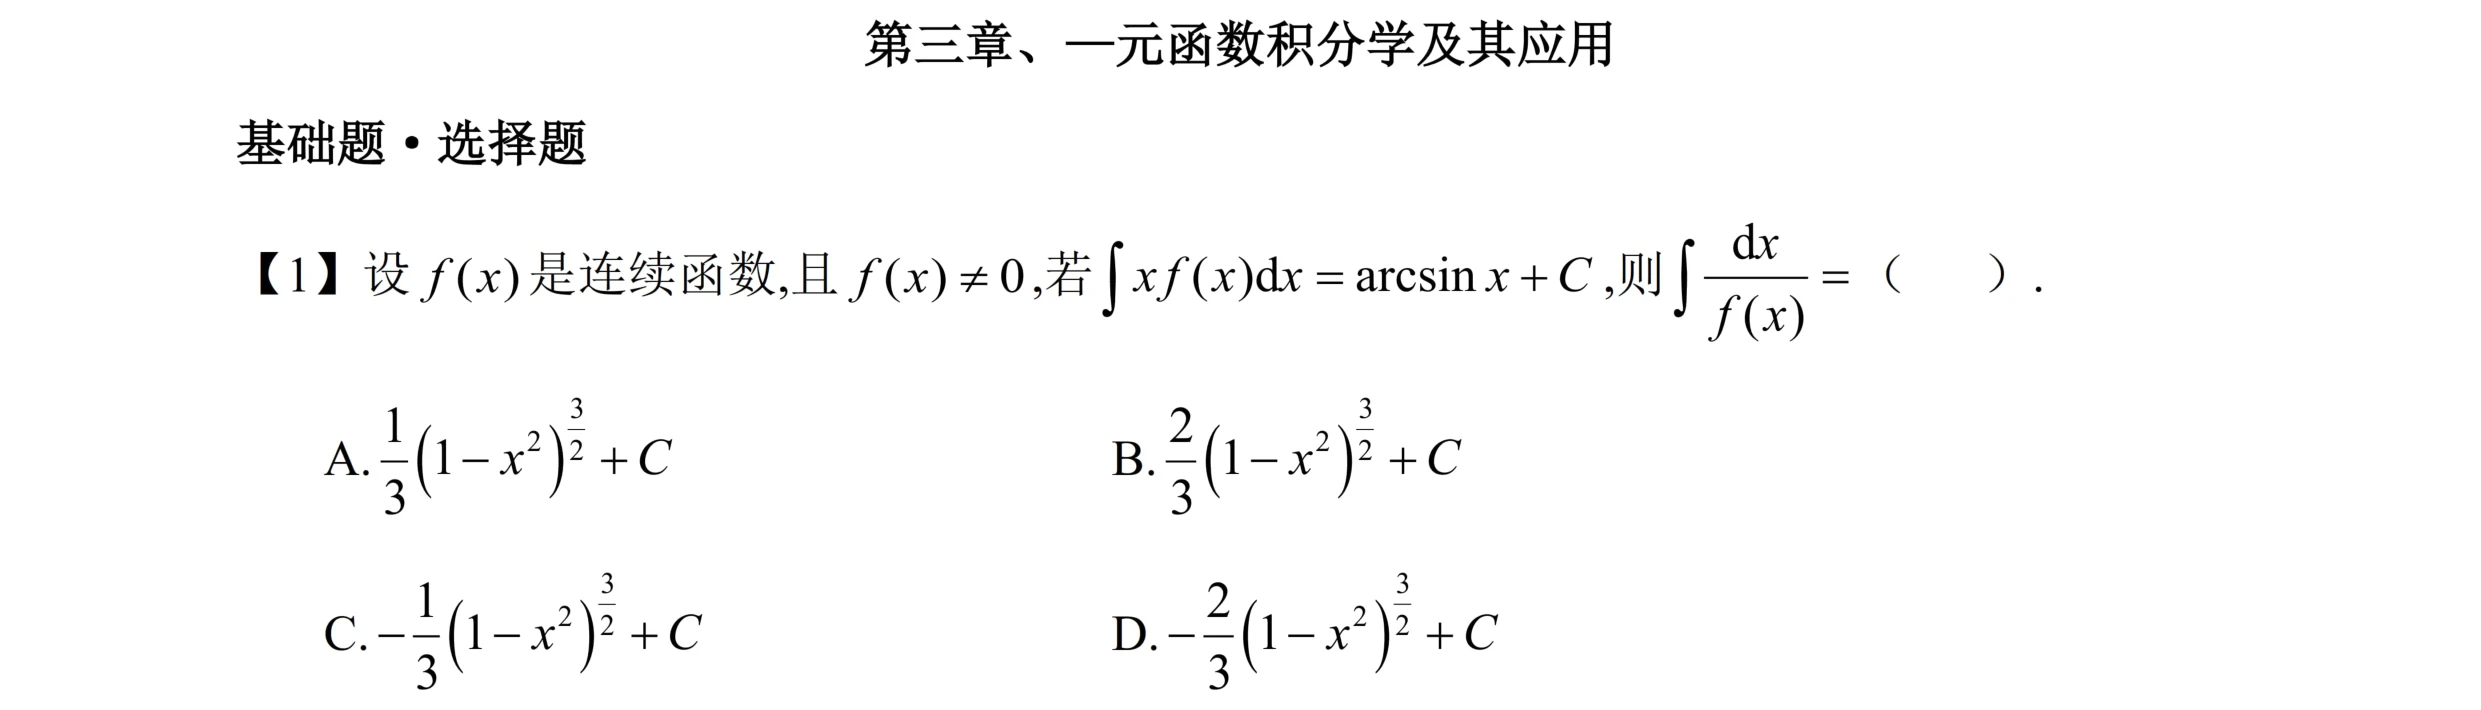 第三章、一元函数积分学及其应用
基础题·选择题
【1】设 $f(x)$ 是连续函数,且 $f(x) \neq 0$,若 $\int x f(x)\mathrm{d}x = \arcsin x + C$,则 $\int \frac{\mathrm{d}x}{f(x)} =$ （　　）.
A. $\frac{1}{3}\left(1-x^2\right)^{\frac{3}{2}} + C$ B. $\frac{2}{3}\left(1-x^2\right)^{\frac{3}{2}} + C$
C. $-\frac{1}{3}\left(1-x^2\right)^{\frac{3}{2}} + C$ D. $-\frac{2}{3}\left(1-x^2\right)^{\frac{3}{2}} + C$